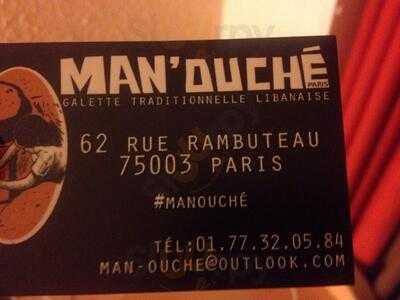 MAN'OUCHÉ
PARIS
GALETTE TRADITIONNELLE LIBANAISE
62 RUE RAMBUTEAU
75003 PARIS
#MANOUCHÉ
TÉL:01.77.32.05.84
MAN-OUCHE@OUTLOOK.COM